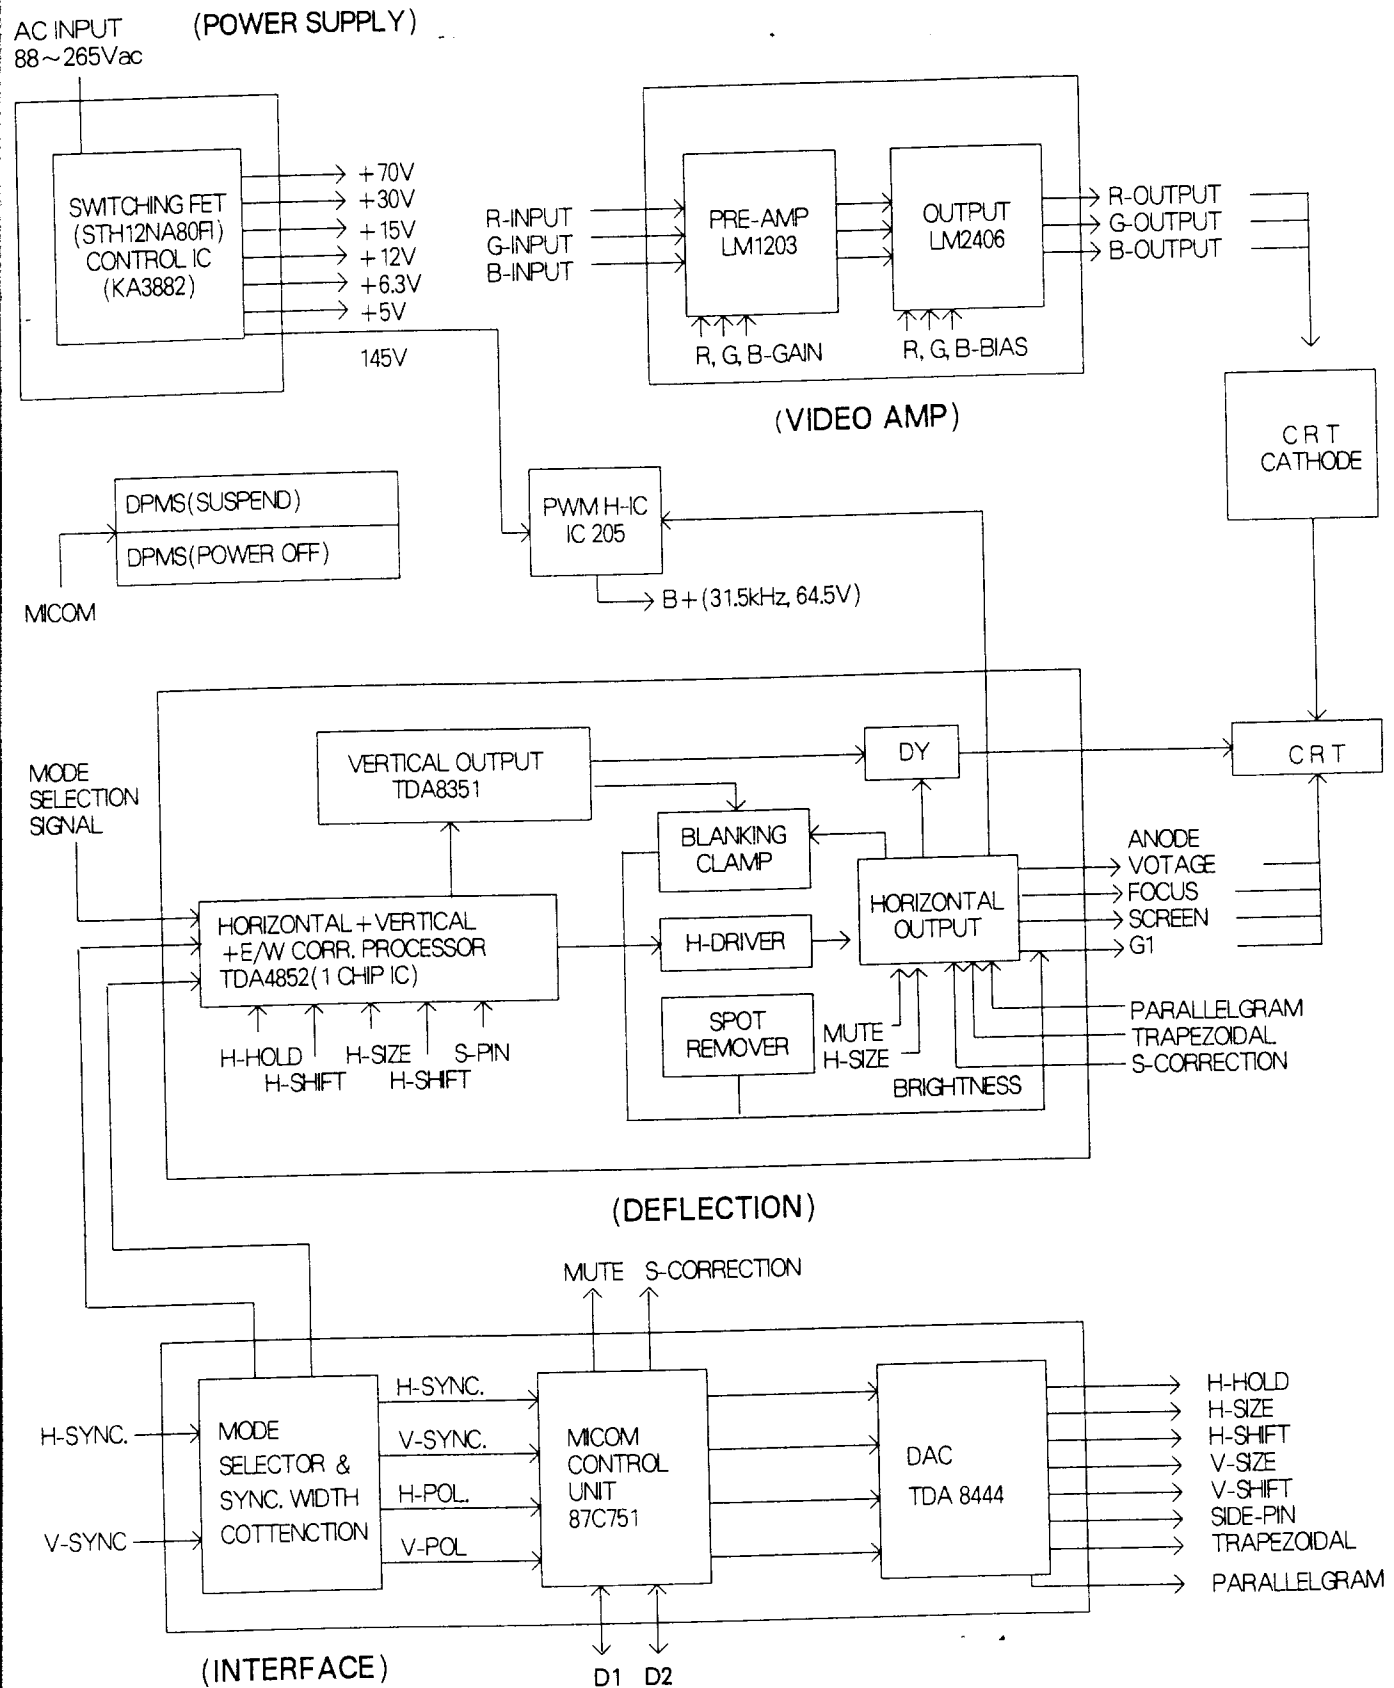 AC INPUT
88~265Vac
(POWER SUPPLY)
SWITCHING FET
(STH12NA80FI)
CONTROL IC
(KA3882)
+70V
+30V
+15V
+12V
+6.3V
+5V
145V
R-INPUT
G-INPUT
B-INPUT
PRE-AMP
LM1203
OUTPUT
LM2406
R, G, B-GAIN
R, G, B-BIAS
R-OUTPUT
G-OUTPUT
B-OUTPUT
(VIDEO AMP)
CRT
CATHODE
DPMS(SUSPEND)
DPMS(POWER OFF)
MICOM
PWM H-IC
IC 205
B+(31.5kHz, 64.5V)
MODE
SELECTION
SIGNAL
VERTICAL OUTPUT
TDA8351
DY
CRT
BLANKING
CLAMP
HORIZONTAL
OUTPUT
ANODE
VOTAGE
FOCUS
SCREEN
G1
HORIZONTAL+VERTICAL
+E/W CORR. PROCESSOR
TDA4852(1 CHIP IC)
H-DRIVER
SPOT
REMOVER
H-HOLD
H-SHIFT
H-SIZE
H-SHIFT
S-PIN
MUTE
H-SIZE
BRIGHTNESS
PARALLELGRAM
TRAPEZOIDAL
S-CORRECTION
(DEFLECTION)
MUTE
S-CORRECTION
H-SYNC.
V-SYNC
MODE
SELECTOR &
SYNC. WIDTH
COTTENCTION
H-SYNC.
V-SYNC.
H-POL.
V-POL
MICOM
CONTROL
UNIT
87C751
DAC
TDA 8444
H-HOLD
H-SIZE
H-SHIFT
V-SIZE
V-SHIFT
SIDE-PIN
TRAPEZOIDAL
PARALLELGRAM
(INTERFACE)
D1
D2